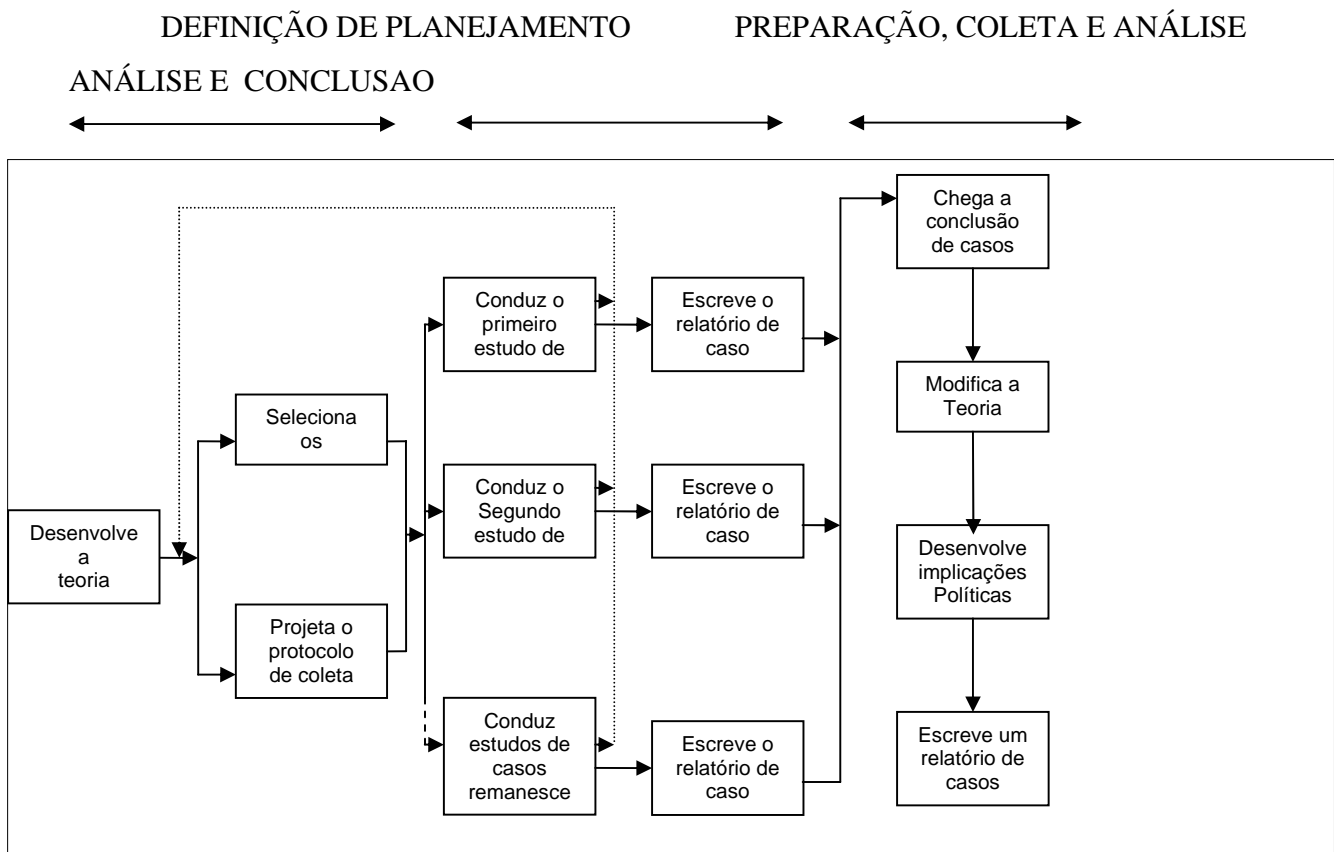 DEFINIÇÃO DE PLANEJAMENTO PREPARAÇÃO, COLETA E ANÁLISE
ANÁLISE E CONCLUSAO
Desenvolve
a
teoria
Seleciona
os
Projeta o
protocolo
de coleta
Conduz o
primeiro
estudo de
Conduz o
Segundo
estudo de
Conduz
estudos de
casos
remanesce
Escreve o
relatório de
caso
Escreve o
relatório de
caso
Escreve o
relatório de
caso
Chega a
conclusão
de casos
Modifica a
Teoria
Desenvolve
implicações
Políticas
Escreve um
relatório de
casos